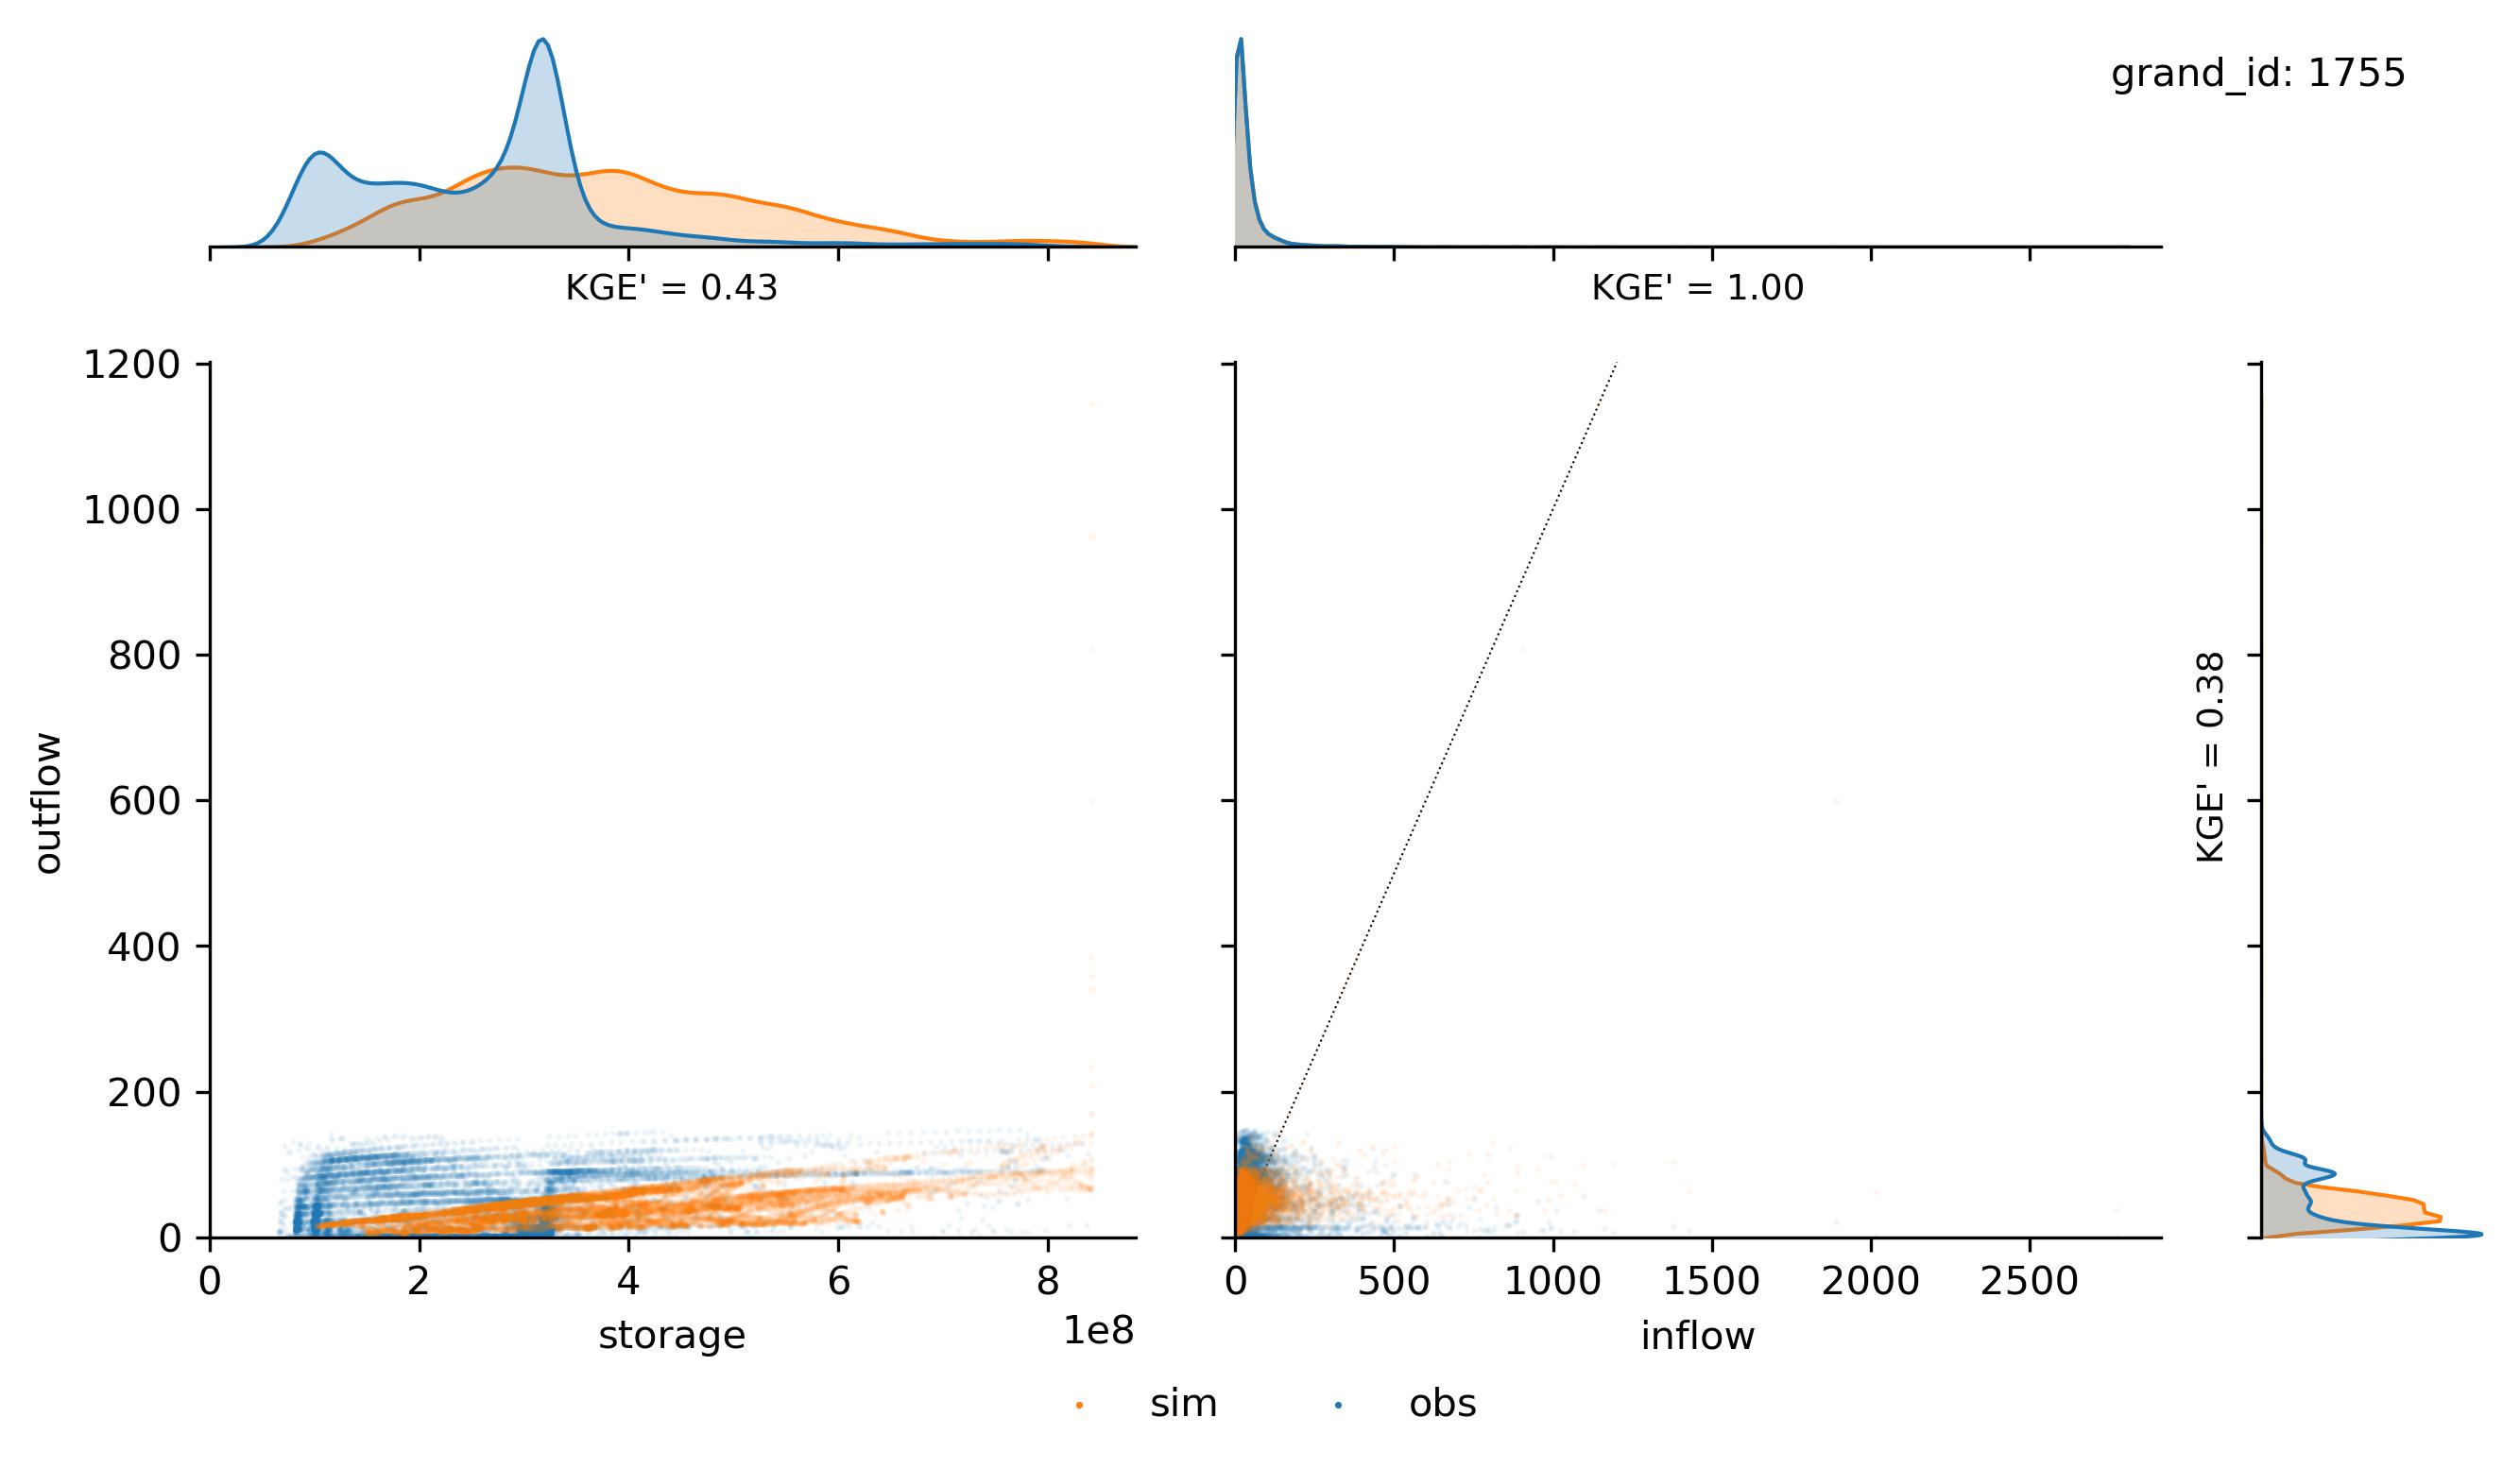 grand_id: 1755
KGE' = 0.43
KGE' = 1.00
1200
1000
800
600
400
200
0
outflow
KGE' = 0.38
0 2 4 6 8
0 500 1000 1500 2000 2500
storage
1e8
inflow
sim obs